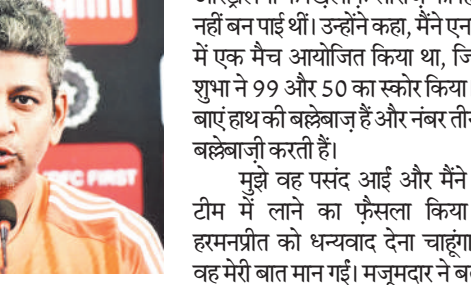 नहीं बन पाई थीं। उन्होंने कहा, मैंने एन
में एक मैच आयोजित किया था, जि
शुभा ने 99 और 50 का स्कोर किया
बाएं हाथ की बल्लेबाज़ हैं और नंबर तीन
बल्लेबाज़ी करती हैं।
मुझे वह पसंद आईं और मैंने
टीम में लाने का फ़ैसला किया
हरमनप्रीत को धन्यवाद देना चाहूंगा
वह मेरी बात मान गईं। मजूमदार ने ब
FIRST